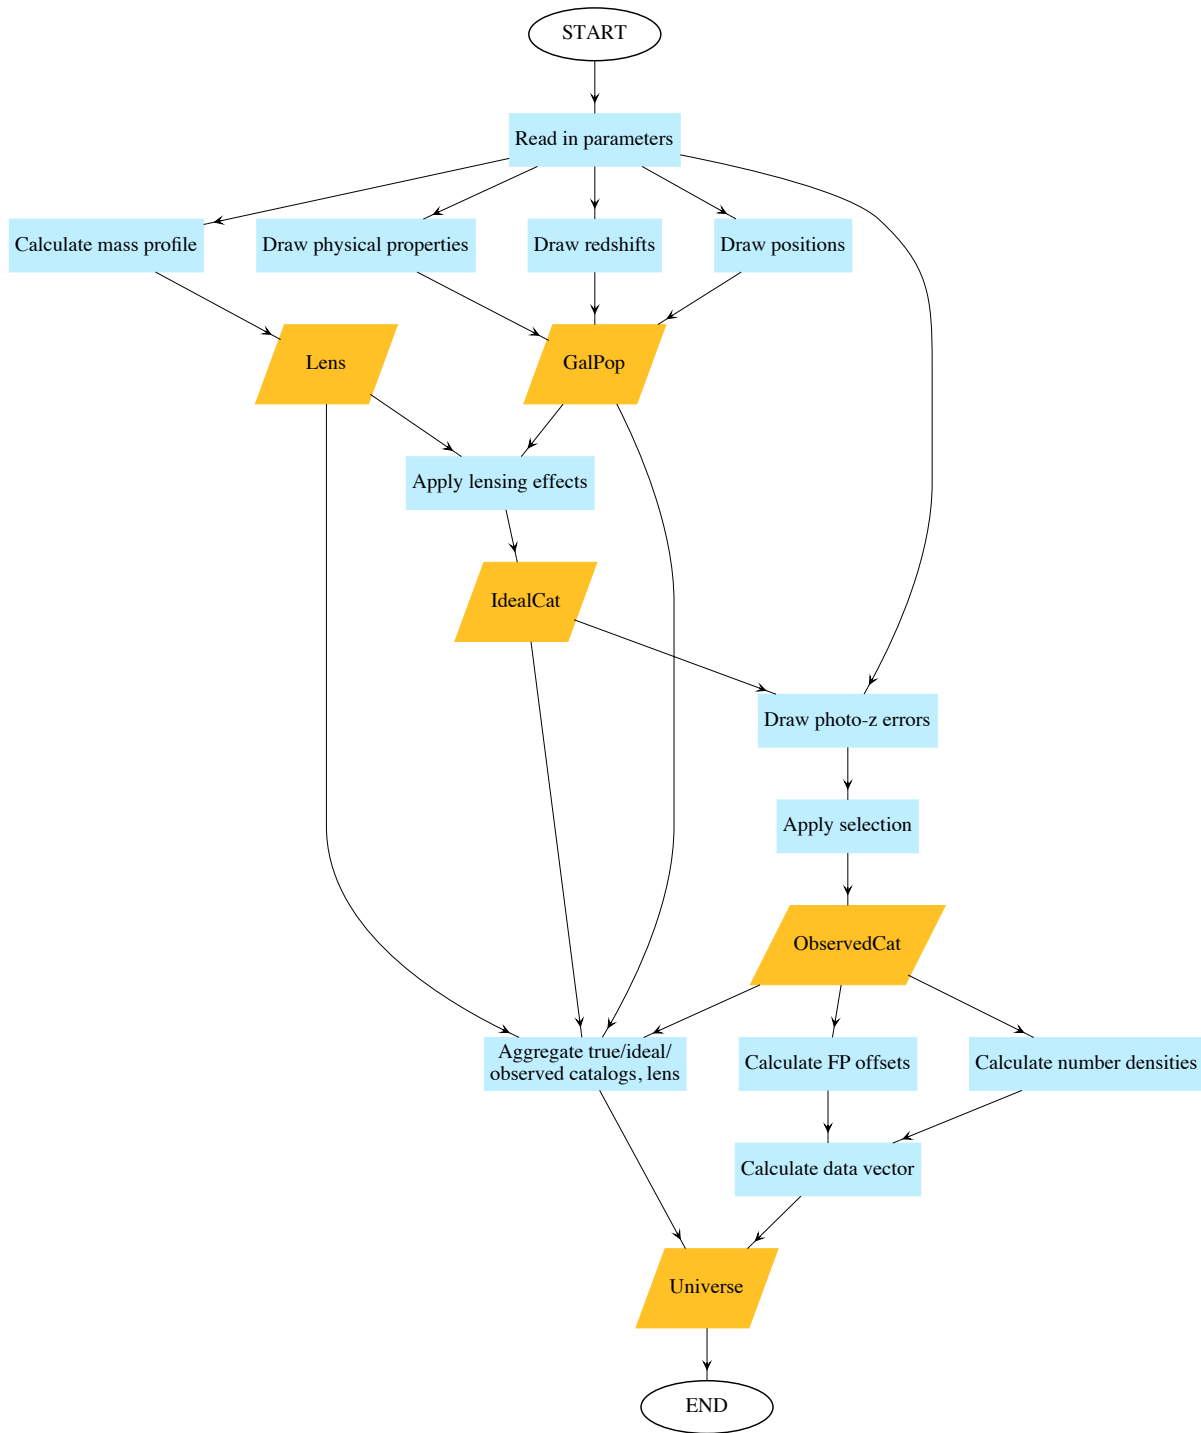 START
Read in parameters
Calculate mass profile
Draw physical properties
Draw redshifts
Draw positions
Lens
GalPop
Apply lensing effects
IdealCat
Draw photo-z errors
Apply selection
ObservedCat
Aggregate true/ideal/
observed catalogs, lens
Calculate FP offsets
Calculate number densities
Calculate data vector
Universe
END